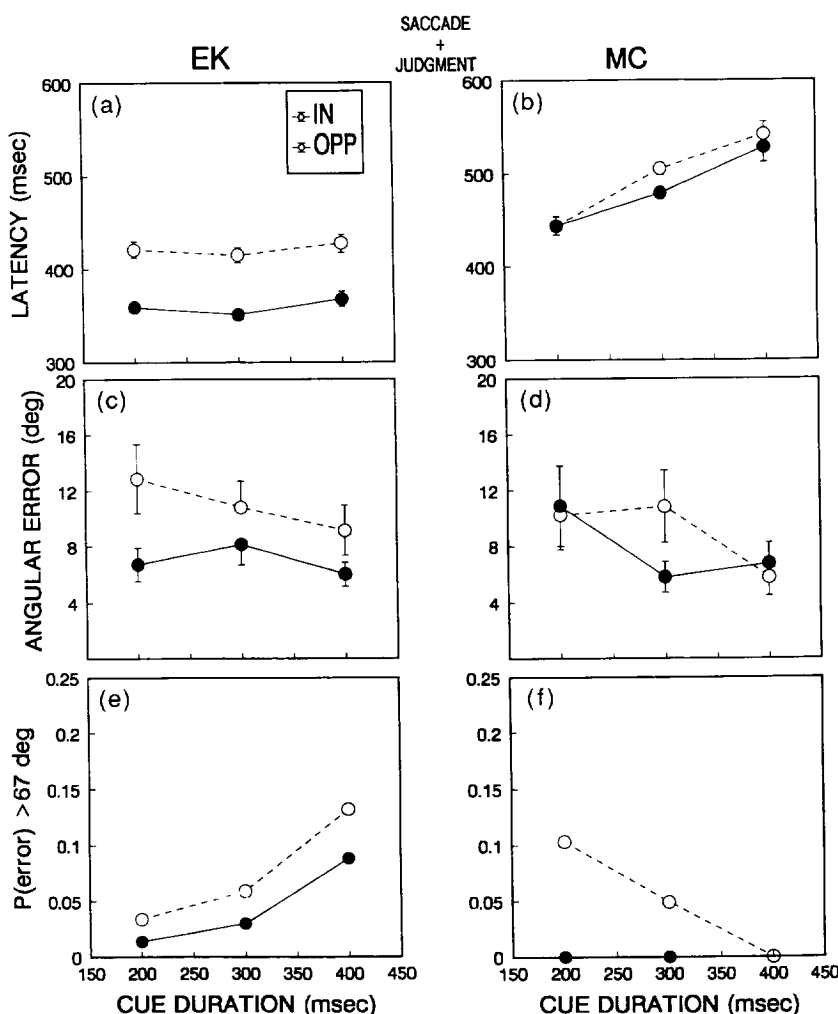 SACCADE
+
JUDGMENT
EK
MC
600
(a)
IN
OPP
500
400
300
LATENCY (msec)
600
(b)
500
400
300
20
(c)
16
12
8
4
ANGULAR ERROR (deg)
20
(d)
16
12
8
4
0.25
(e)
0.2
0.15
0.1
0.05
0
P(error) >67 deg
150 200 250 300 350 400 450
CUE DURATION (msec)
0.25
(f)
0.2
0.15
0.1
0.05
0
150 200 250 300 350 400 450
CUE DURATION (msec)